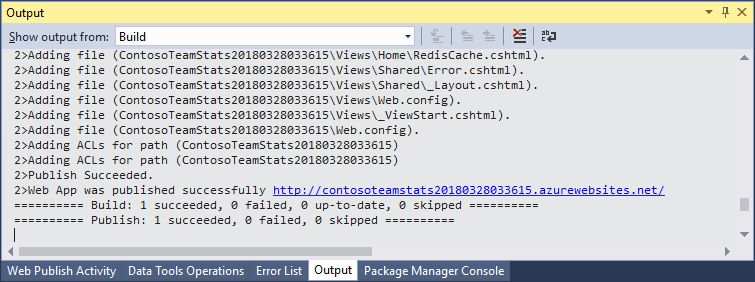 Output
Show output from: Build
2>Adding file (ContosoTeamStats20180328033615\Views\Home\RedisCache.cshtml).
2>Adding file (ContosoTeamStats20180328033615\Views\Shared\Error.cshtml).
2>Adding file (ContosoTeamStats20180328033615\Views\Shared\_Layout.cshtml).
2>Adding file (ContosoTeamStats20180328033615\Views\Web.config).
2>Adding file (ContosoTeamStats20180328033615\Views\_ViewStart.cshtml).
2>Adding file (ContosoTeamStats20180328033615\Web.config).
2>Adding ACLs for path (ContosoTeamStats20180328033615)
2>Adding ACLs for path (ContosoTeamStats20180328033615)
2>Publish Succeeded.
2>Web App was published successfully http://contosoteamstats20180328033615.azurewebsites.net/
========== Build: 1 succeeded, 0 failed, 0 up-to-date, 0 skipped ==========
========== Publish: 1 succeeded, 0 failed, 0 skipped ==========
Web Publish Activity Data Tools Operations Error List Output Package Manager Console